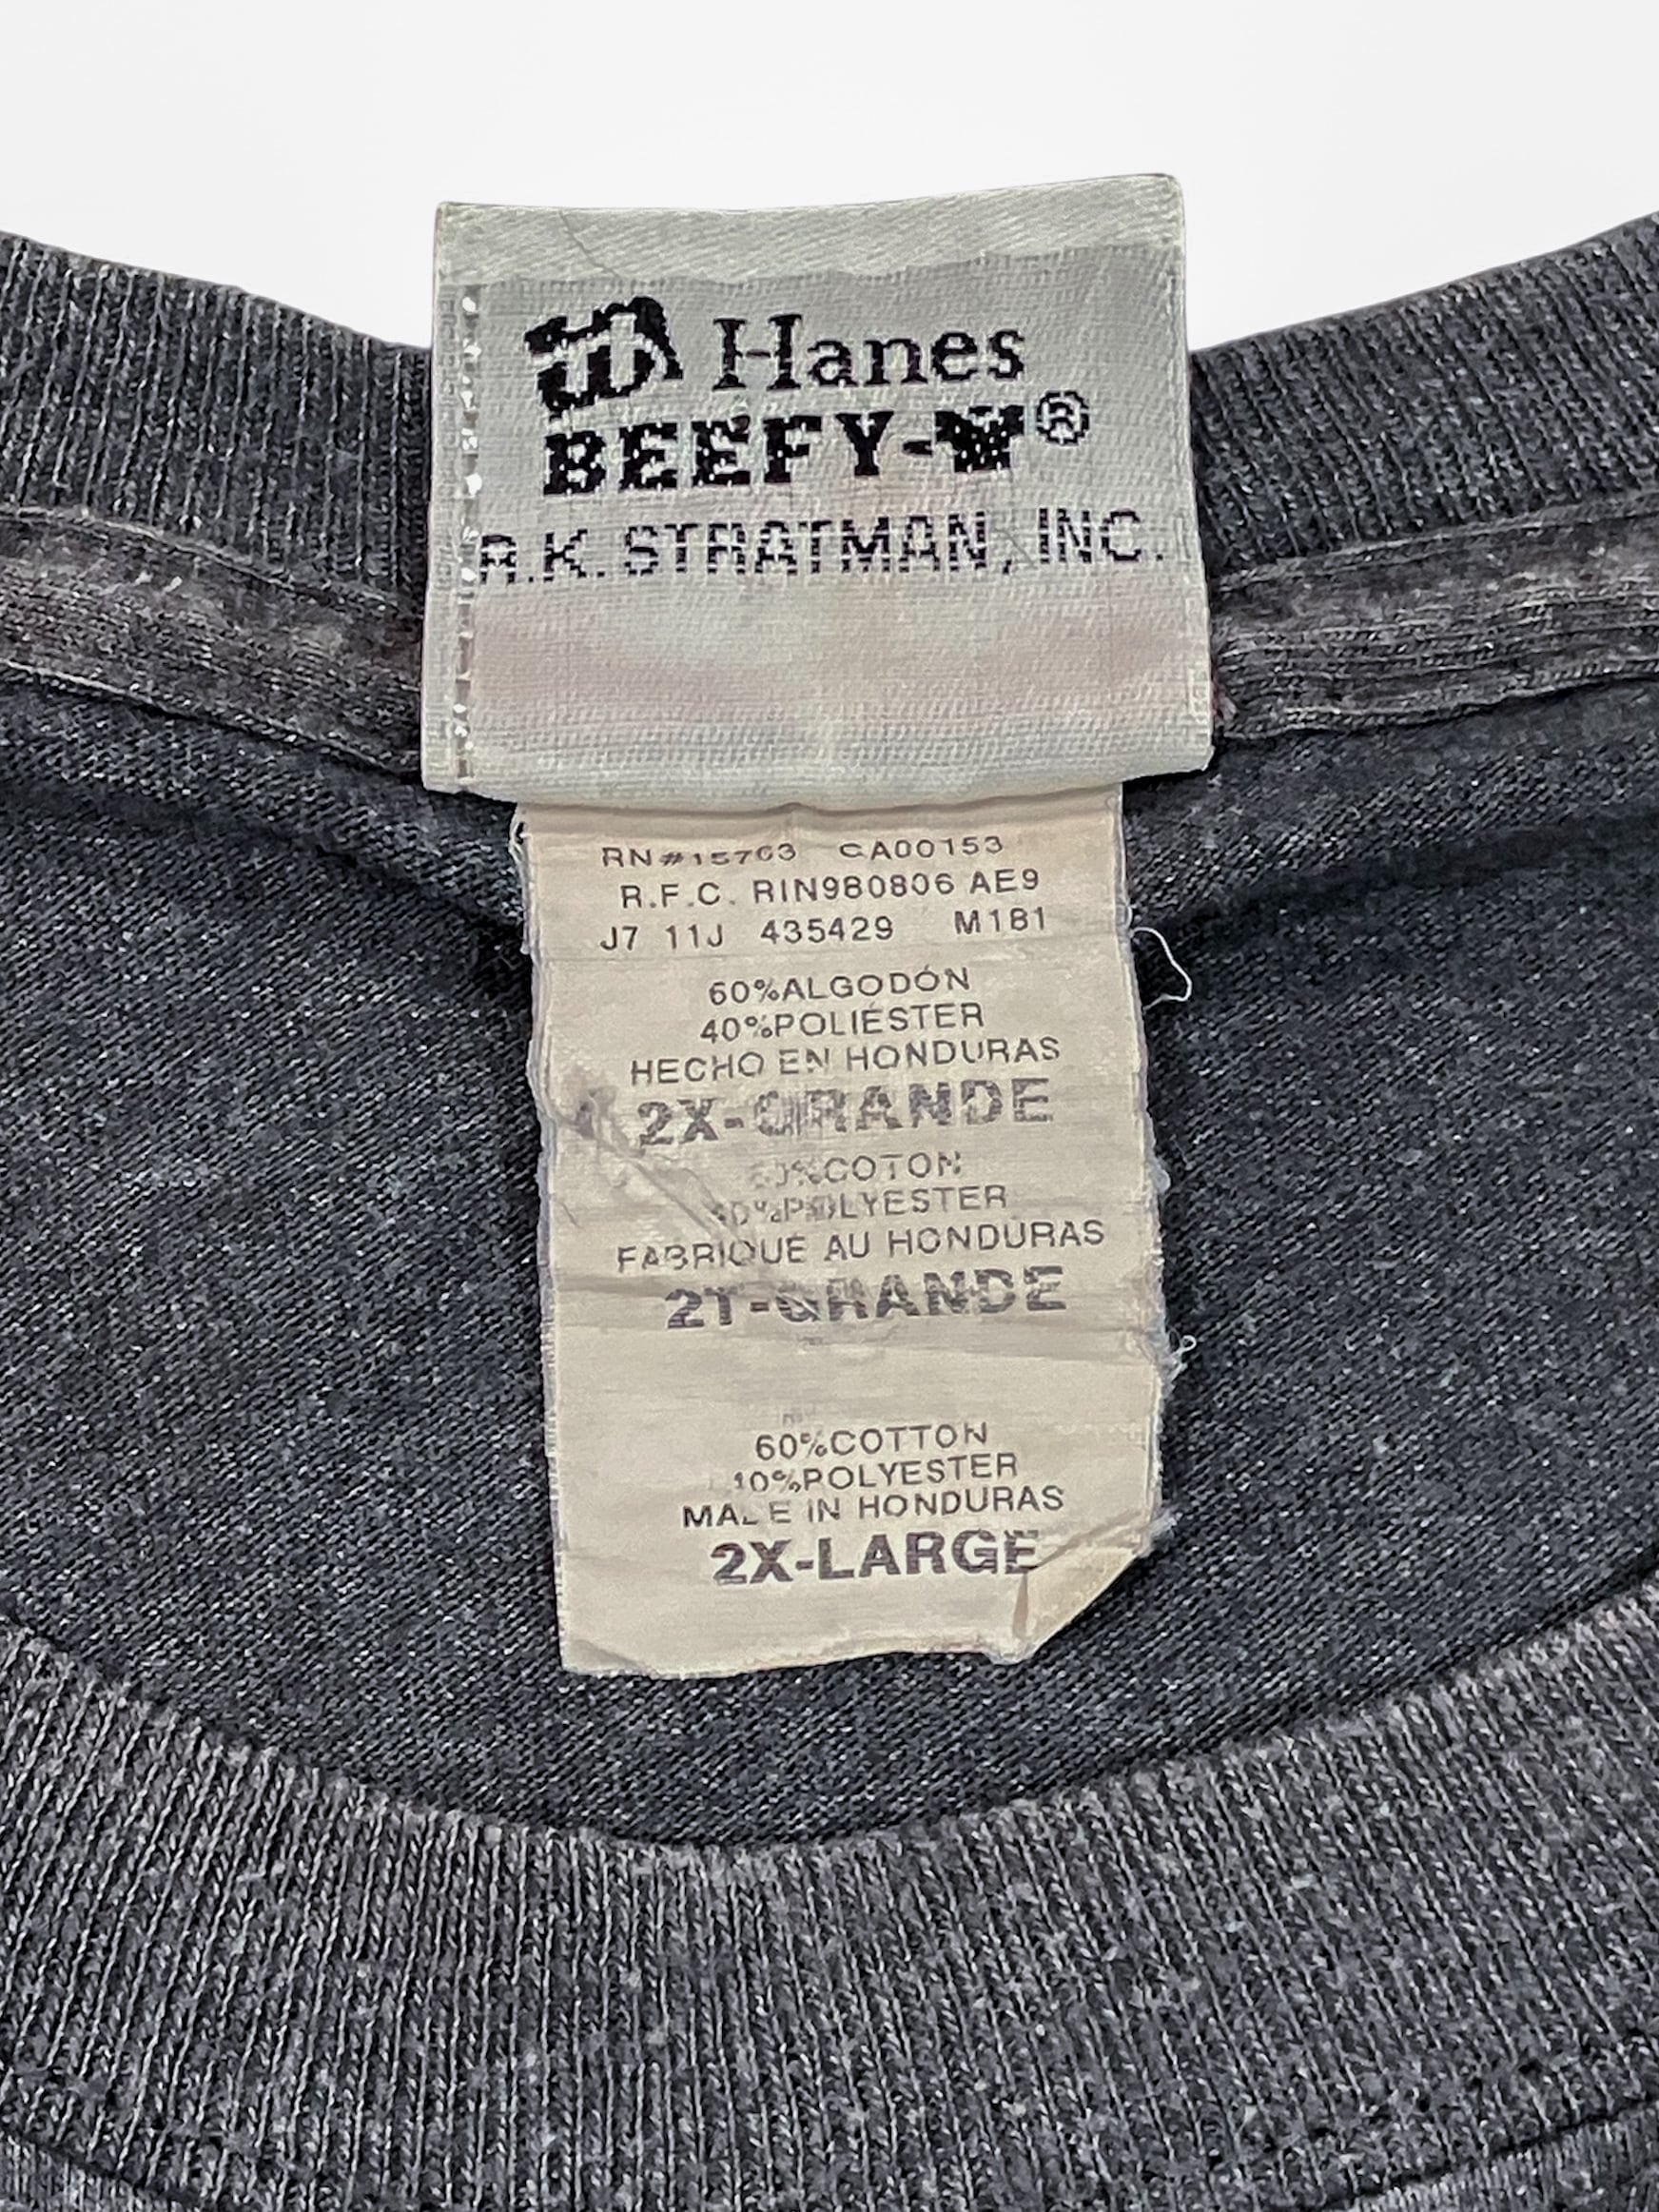 Hanes
BEEFY-T®
R.K. STRATMAN, INC.
RN#15763 CA00153
R.F.C. RIN980806 AE9
J7 11J 435429 M1B1
60%ALGODÓN
40%POLIÉSTER
HECHO EN HONDURAS
2X-GRANDE
60%COTON
40%POLYESTER
FABRIQUE AU HONDURAS
2T-GRANDE
60%COTTON
40%POLYESTER
MADE IN HONDURAS
2X-LARGE